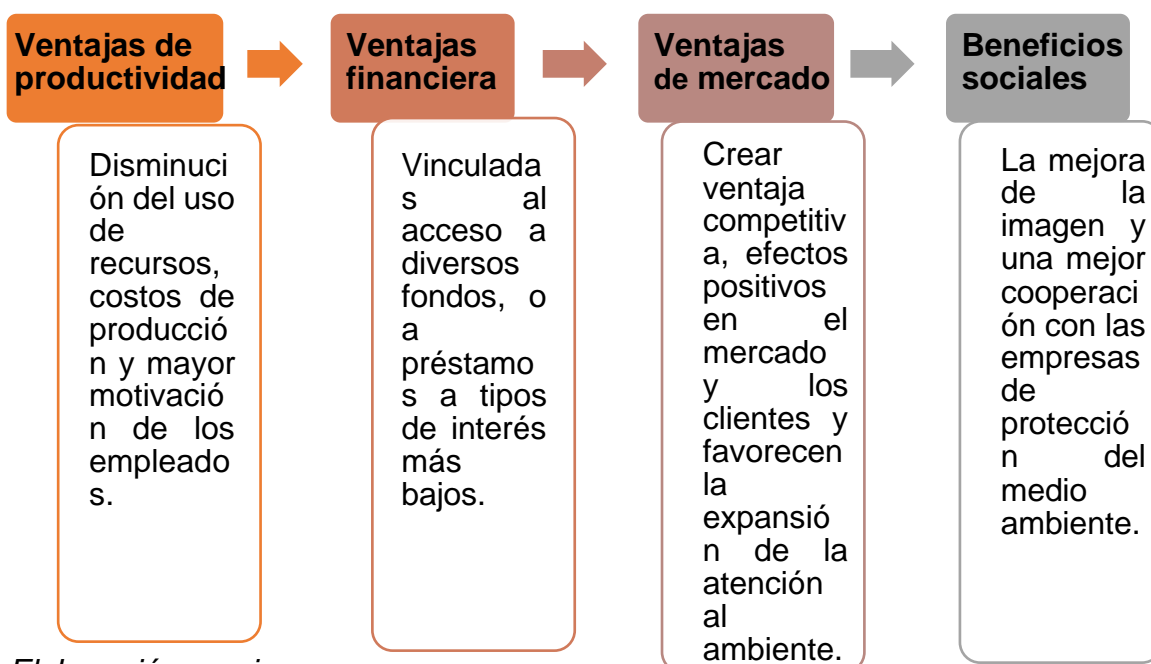 Ventajas de
productividad
Disminuci
ón del uso
de
recursos,
costos de
producció
n y mayor
motivació
n de los
empleado
s.
Ventajas
financiera
Vinculada
s al
acceso a
diversos
fondos, o
a
préstamo
s a tipos
de interés
más
bajos.
Ventajas
de mercado
Crear
ventaja
competitiv
a, efectos
positivos
en el
mercado
y los
clientes y
favorecen
la
expansió
n de la
atención
al
ambiente.
Beneficios
sociales
La mejora
de la
imagen y
una mejor
cooperaci
ón con las
empresas
de
protecció
n del
medio
ambiente.